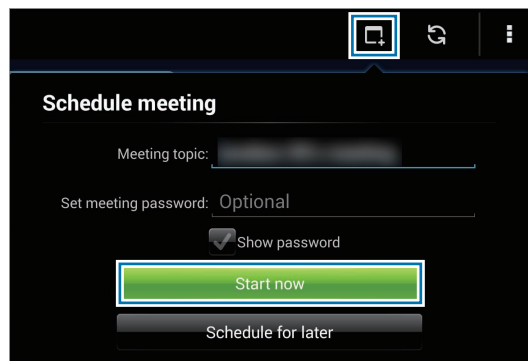 Schedule meeting
Meeting topic:
Set meeting password: Optional
Show password
Start now
Schedule for later